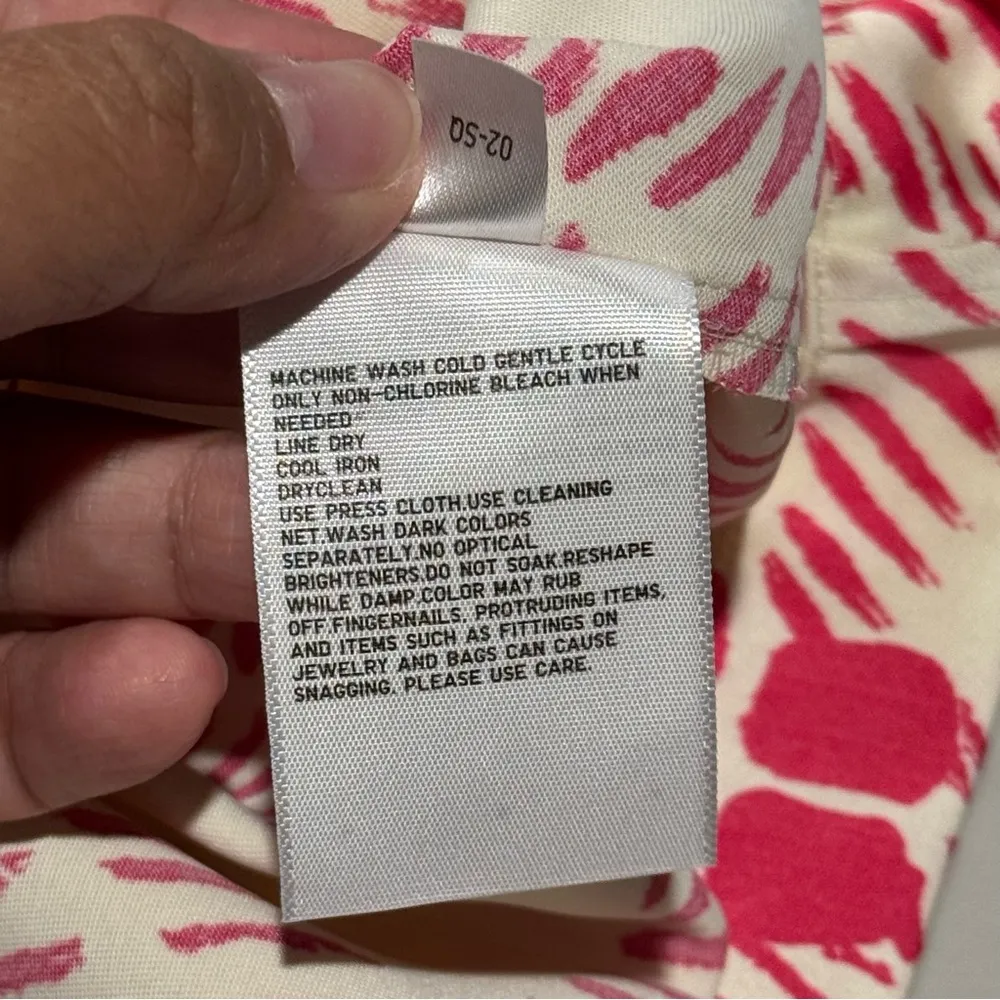 02-SQ
MACHINE WASH COLD GENTLE CYCLE
ONLY NON-CHLORINE BLEACH WHEN
NEEDED
LINE DRY
COOL IRON
DRYCLEAN
USE PRESS CLOTH.USE CLEANING
NET.WASH DARK COLORS
SEPARATELY.NO OPTICAL
BRIGHTENERS.DO NOT SOAK.RESHAPE
WHILE DAMP.COLOR MAY RUB
OFF.FINGERNAILS, PROTRUDING ITEMS,
AND ITEMS SUCH AS FITTINGS ON
JEWELRY AND BAGS CAN CAUSE
SNAGGING. PLEASE USE CARE.